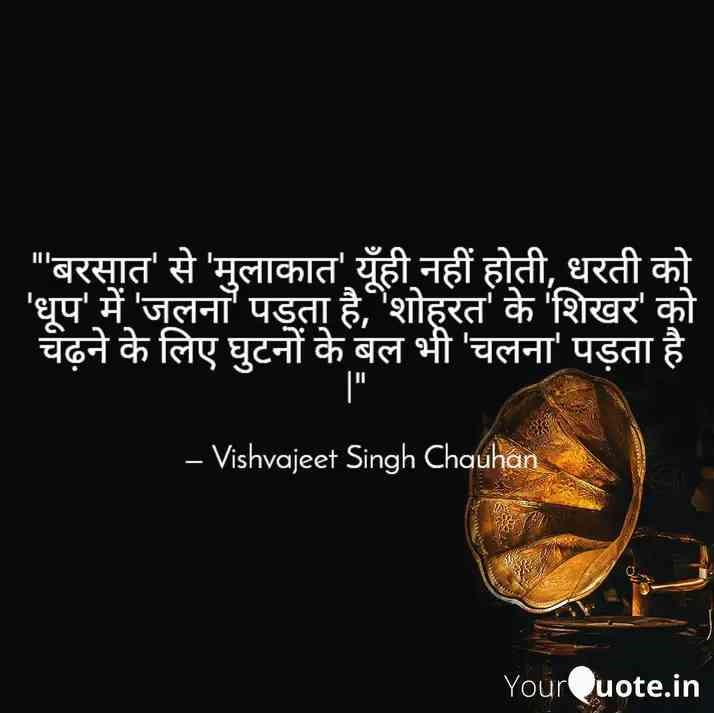 "'बरसात' से 'मुलाकात' यूँही नहीं होती, धरती को
'धूप' में 'जलना' पड़ता है, 'शोहरत' के 'शिखर' को
चढ़ने के लिए घुटनों के बल भी 'चलना' पड़ता है
|"
– Vishvajeet Singh Chauhan
YourQuote.in